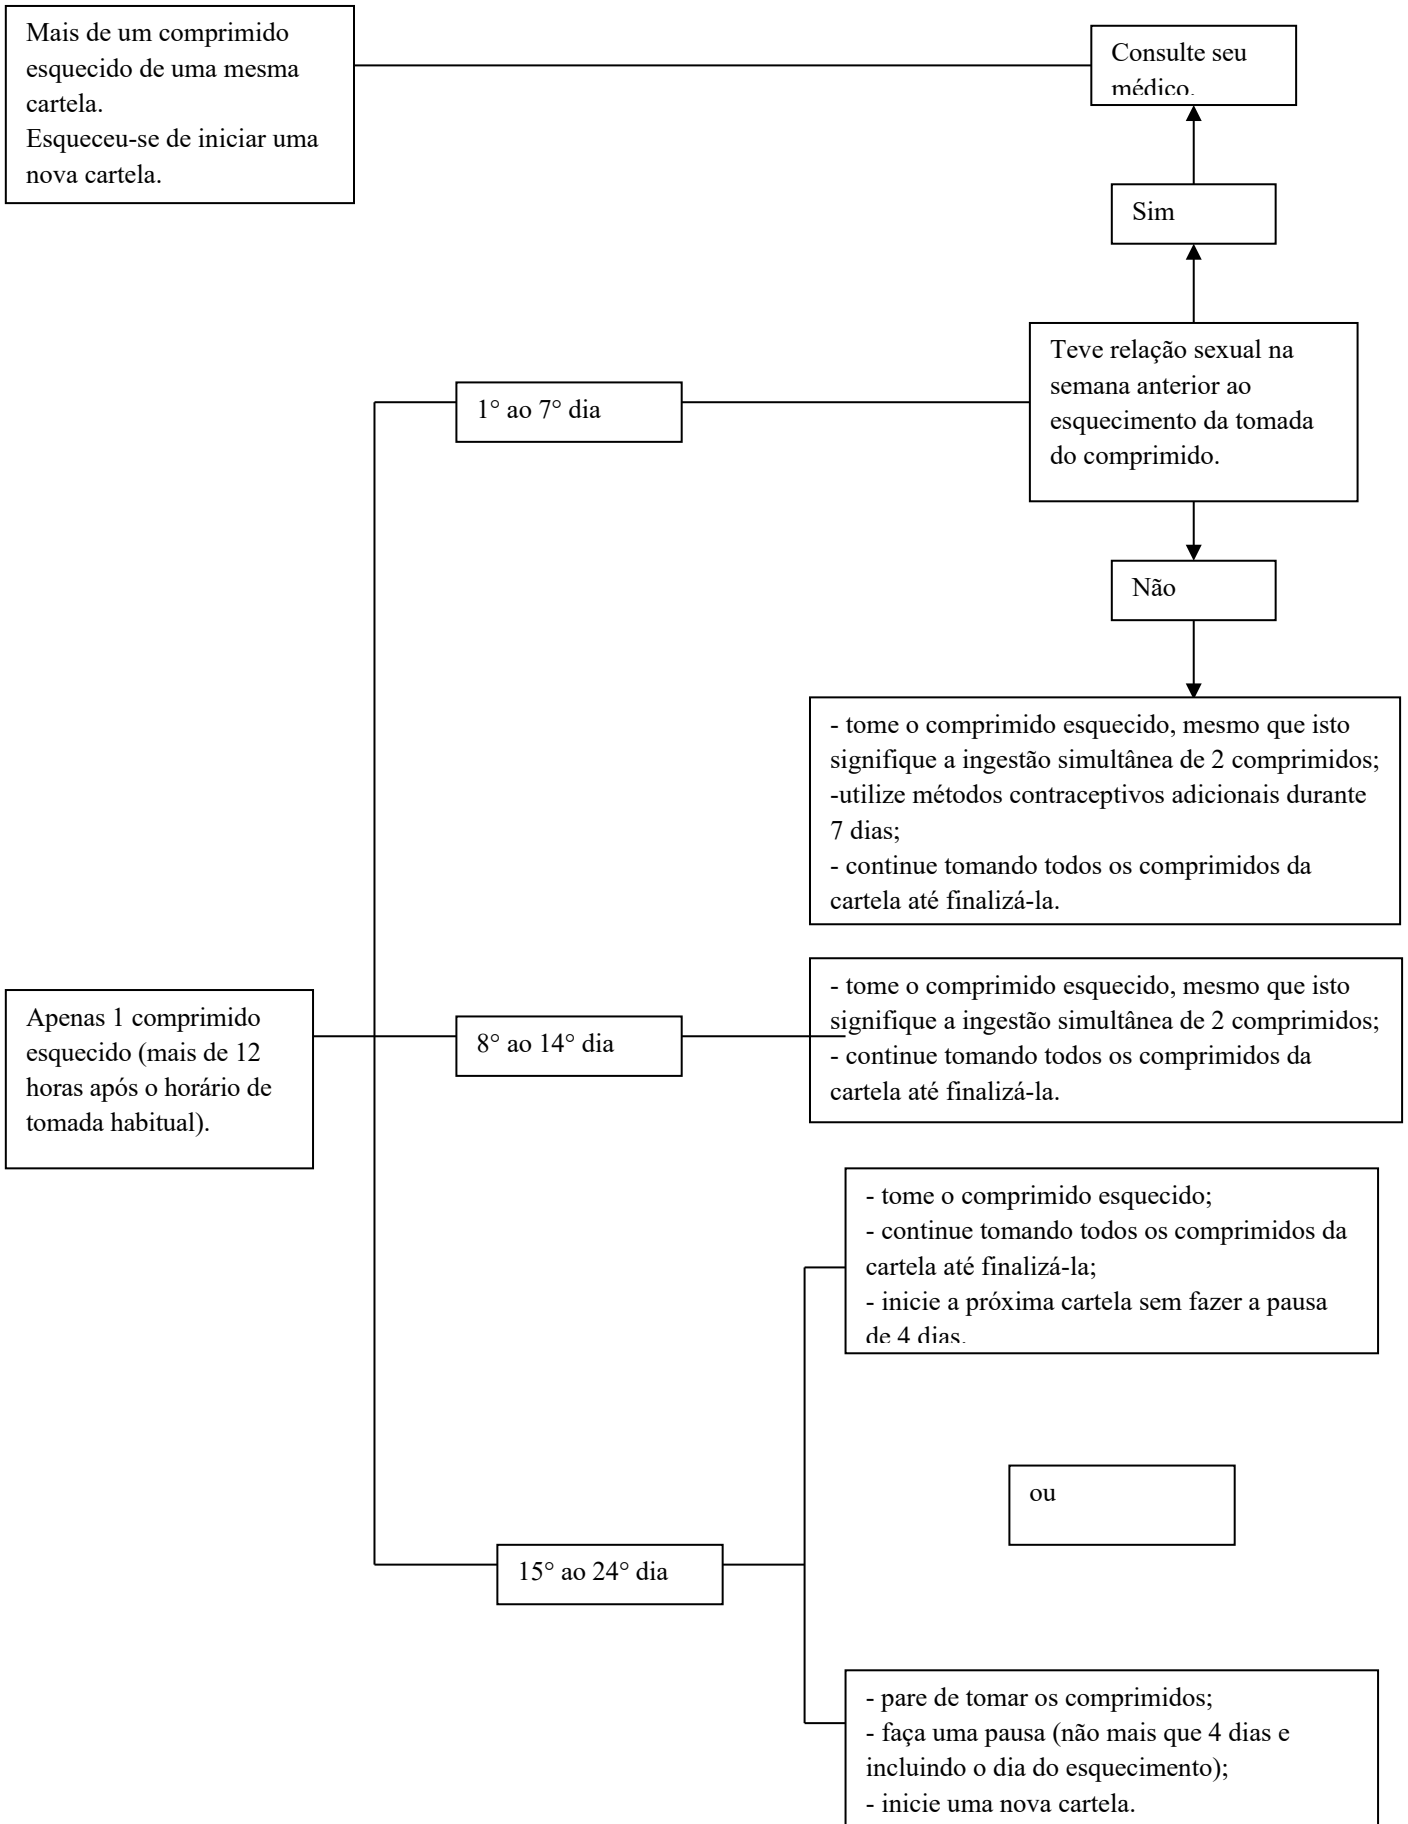 Mais de um comprimido
esquecido de uma mesma
cartela.
Esqueceu-se de iniciar uma
nova cartela.
Consulte seu
médico.
Sim
Teve relação sexual na
semana anterior ao
esquecimento da tomada
do comprimido.
1° ao 7° dia
Não
- tome o comprimido esquecido, mesmo que isto
signifique a ingestão simultânea de 2 comprimidos;
-utilize métodos contraceptivos adicionais durante
7 dias;
- continue tomando todos os comprimidos da
cartela até finalizá-la.
Apenas 1 comprimido
esquecido (mais de 12
horas após o horário de
tomada habitual).
8° ao 14° dia
- tome o comprimido esquecido, mesmo que isto
signifique a ingestão simultânea de 2 comprimidos;
- continue tomando todos os comprimidos da
cartela até finalizá-la.
15° ao 24° dia
- tome o comprimido esquecido;
- continue tomando todos os comprimidos da
cartela até finalizá-la;
- inicie a próxima cartela sem fazer a pausa
de 4 dias.
ou
- pare de tomar os comprimidos;
- faça uma pausa (não mais que 4 dias e
incluindo o dia do esquecimento);
- inicie uma nova cartela.